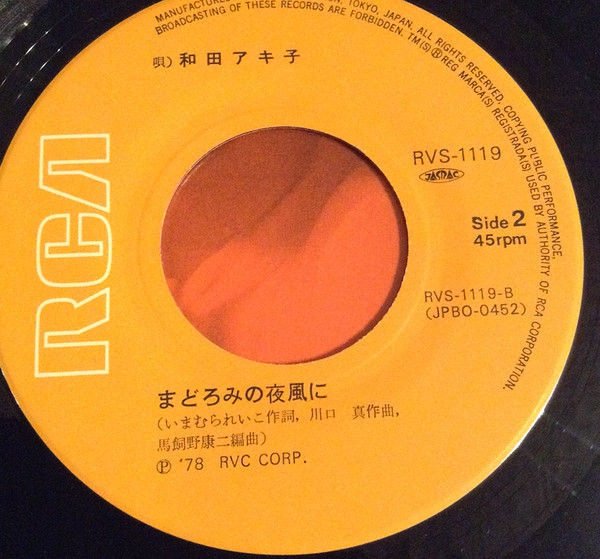 MANUFACTURED TOKYO, JAPAN. ALL RIGHTS RESERVED. COPYING PUBLIC PERFORMANCE,
BROADCASTING OF THESE RECORDS ARE FORBIDDEN. TM(S)® REG MARCA(S) REGISTRADA(S) USED BY AUTHORITY OF RCA CORPORATION.
唄) 和田アキ子
RCA
RVS-1119
JASRAC
Side 2
45rpm
RVS-1119-B
(JPBO-0452)
まどろみの夜風に
(いまむられいこ作詞, 川口 真作曲,
馬飼野康二編曲)
Ⓟ '78 RVC CORP.